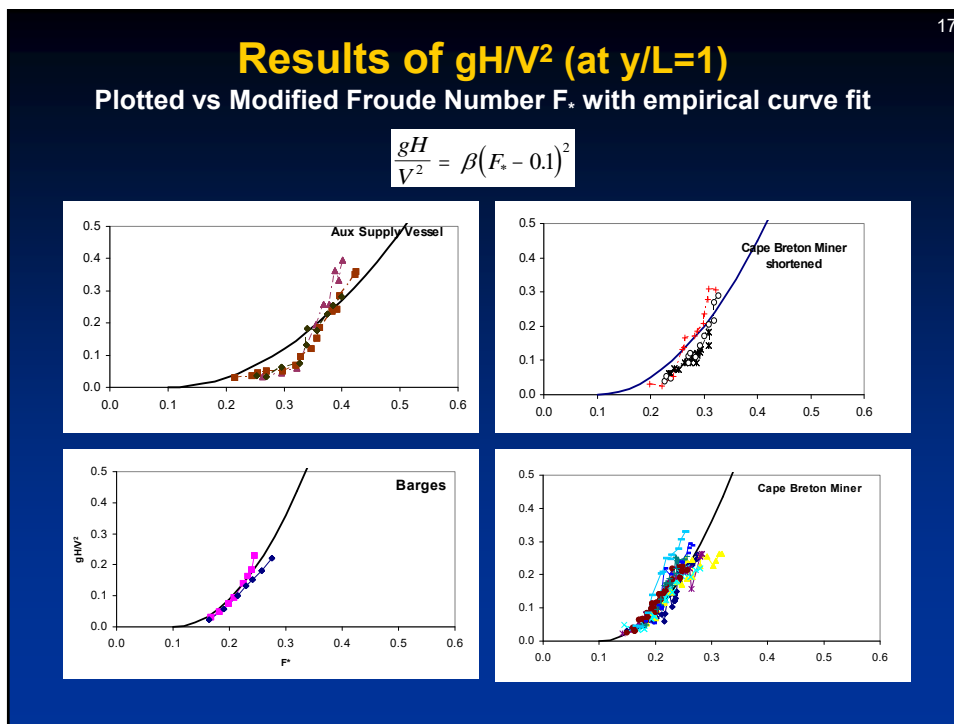 17
Results of gH/V² (at y/L=1)
Plotted vs Modified Froude Number F* with empirical curve fit
gH/V² = β(F* − 0.1)²
Aux Supply Vessel
0.5
0.4
0.3
0.2
0.1
0.0
0.0 0.1 0.2 0.3 0.4 0.5 0.6
Cape Breton Miner
shortened
0.5
0.4
0.3
0.2
0.1
0.0
0.0 0.1 0.2 0.3 0.4 0.5 0.6
Barges
gH/V²
0.5
0.4
0.3
0.2
0.1
0.0
0.0 0.1 0.2 0.3 0.4 0.5 0.6
F*
Cape Breton Miner
0.5
0.4
0.3
0.2
0.1
0.0
0.0 0.1 0.2 0.3 0.4 0.5 0.6